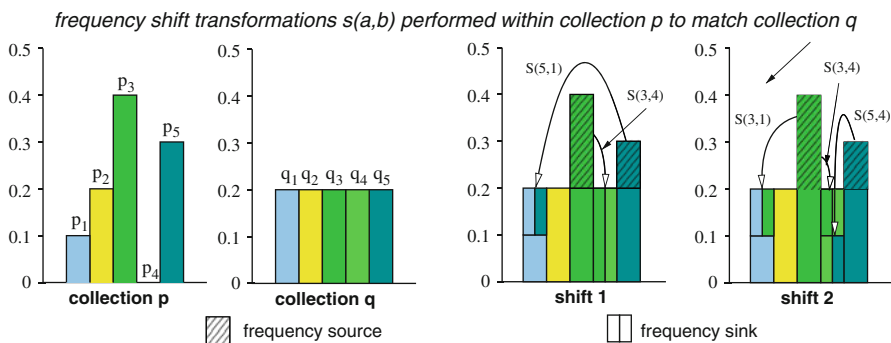 frequency shift transformations s(a,b) performed within collection p to match collection q
0.5
0.4
0.3
0.2
0.1
0
p1
p2
p3
p4
p5
collection p
0.5
0.4
0.3
0.2
0.1
0
q1 q2 q3 q4 q5
collection q
0.5
0.4
0.3
0.2
0.1
0
S(5,1)
S(3,4)
shift 1
0.5
0.4
0.3
0.2
0.1
0
S(3,1)
S(3,4)
S(5,4)
shift 2
frequency source
frequency sink